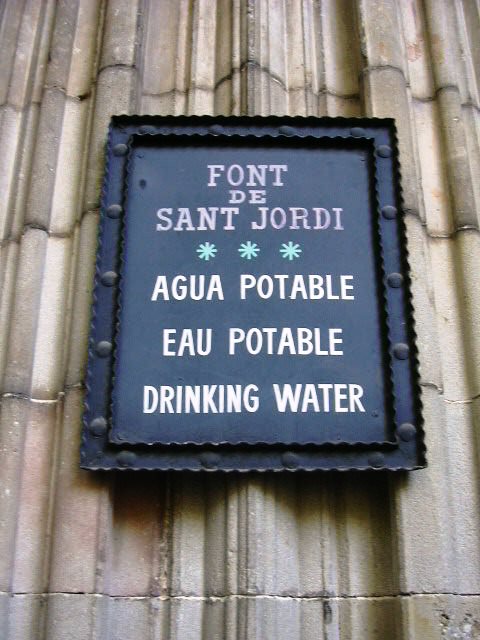 FONT
DE
SANT JORDI
* * *
AGUA POTABLE
EAU POTABLE
DRINKING WATER